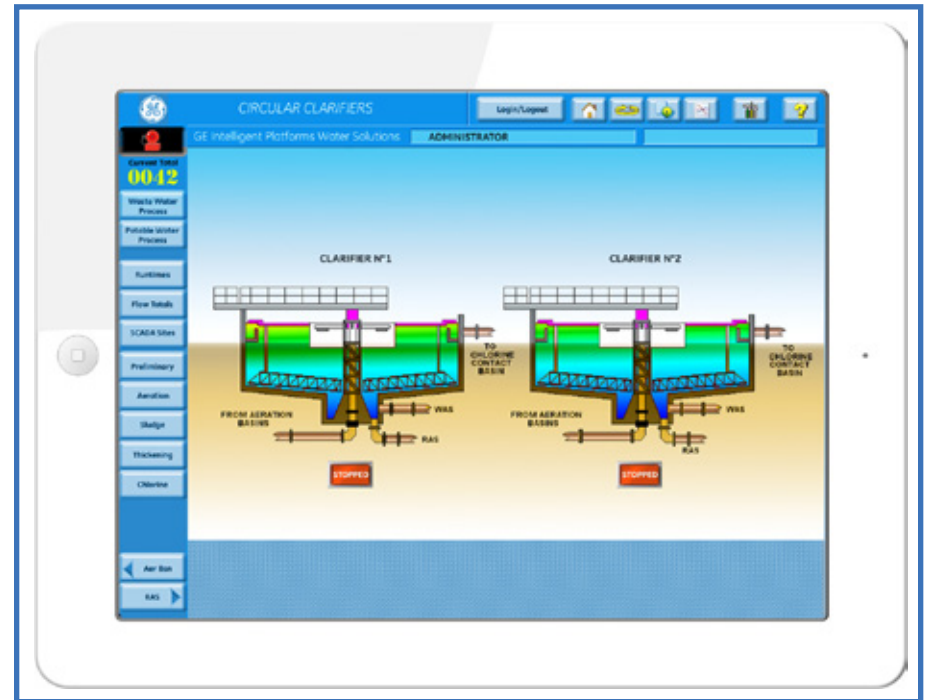 CIRCULAR CLARIFIERS
Login/Logout
GE Intelligent Platforms Water Solutions
ADMINISTRATOR
Current Total
0042
Waste Water
Process
Potable Water
Process
Runtimes
Flow Totals
SCADA Sites
Preliminary
Aeration
Sludge
Thickening
Chlorine
Aer Bsn
RAS
CLARIFIER N°1
TO
CHLORINE
CONTACT
BASIN
FROM AERATION
BASINS
WAS
RAS
STOPPED
CLARIFIER N°2
TO
CHLORINE
CONTACT
BASIN
FROM AERATION
BASINS
WAS
RAS
STOPPED